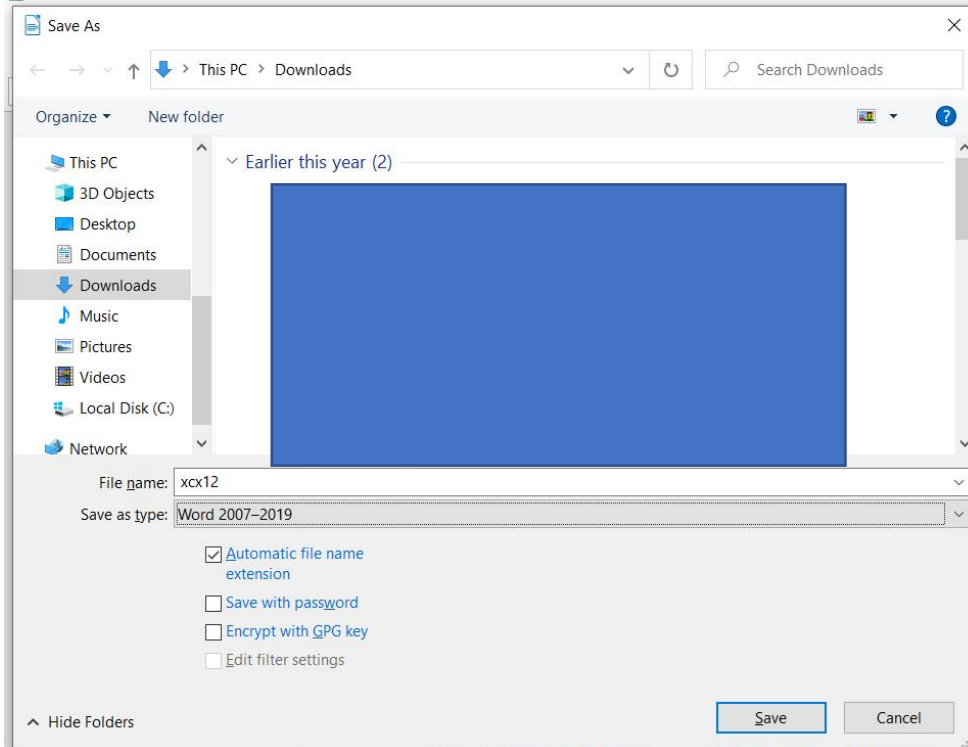 Save As
This PC > Downloads
Search Downloads
Organize
New folder
?
This PC
3D Objects
Desktop
Documents
Downloads
Music
Pictures
Videos
Local Disk (C:)
Network
Earlier this year (2)
File name: xcx12
Save as type: Word 2007–2019
Automatic file name
extension
Save with password
Encrypt with GPG key
Edit filter settings
Hide Folders
Save
Cancel